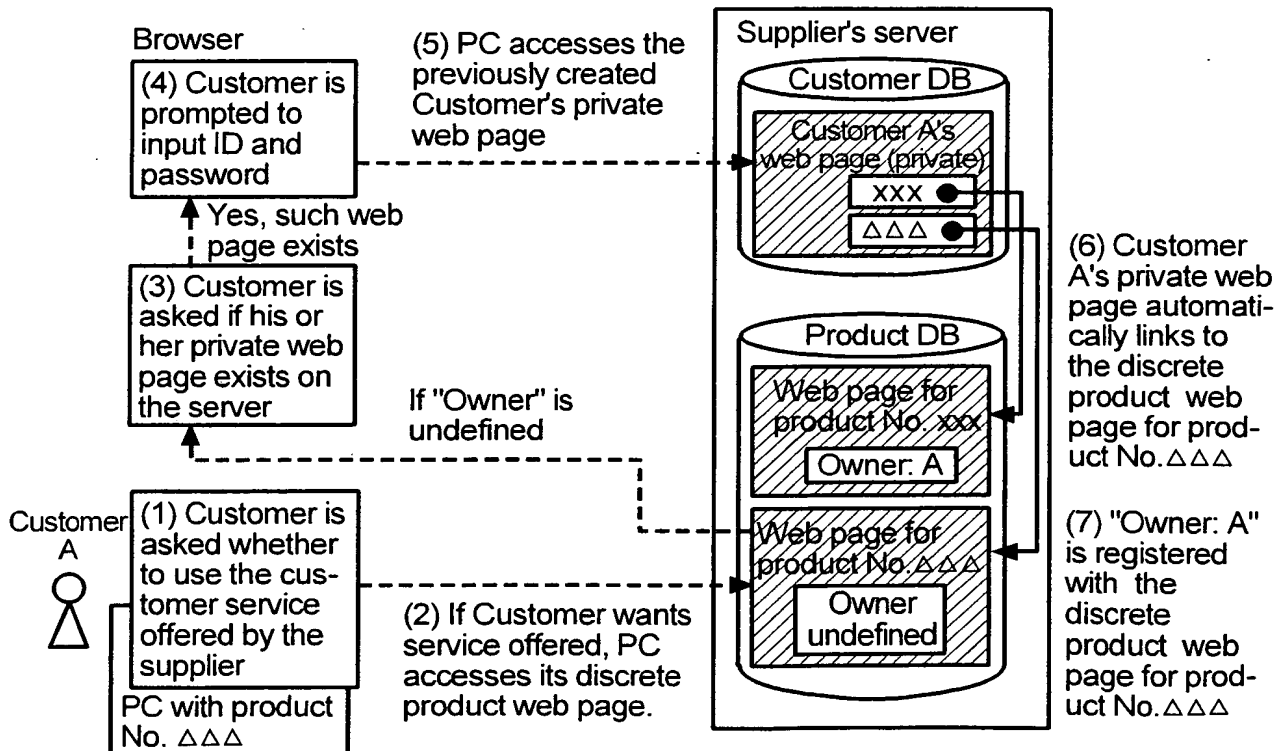 Browser
(4) Customer is
prompted to
input ID and
password
(5) PC accesses the
previously created
Customer's private
web page
Supplier's server
Customer DB
Customer A's
web page (private)
xxx
△△△
Yes, such web
page exists
(3) Customer is
asked if his or
her private web
page exists on
the server
If "Owner" is
undefined
(6) Customer
A's private web
page automati-
cally links to
the discrete
product web
page for prod-
uct No.△△△
Product DB
Web page for
product No. xxx
Owner: A
Customer
A
(1) Customer is
asked whether
to use the cus-
tomer service
offered by the
supplier
PC with product
No. △△△
(2) If Customer wants
service offered, PC
accesses its discrete
product web page.
Web page for
product No.△△△
Owner
undefined
(7) "Owner: A"
is registered
with the
discrete
product web
page for prod-
uct No.△△△